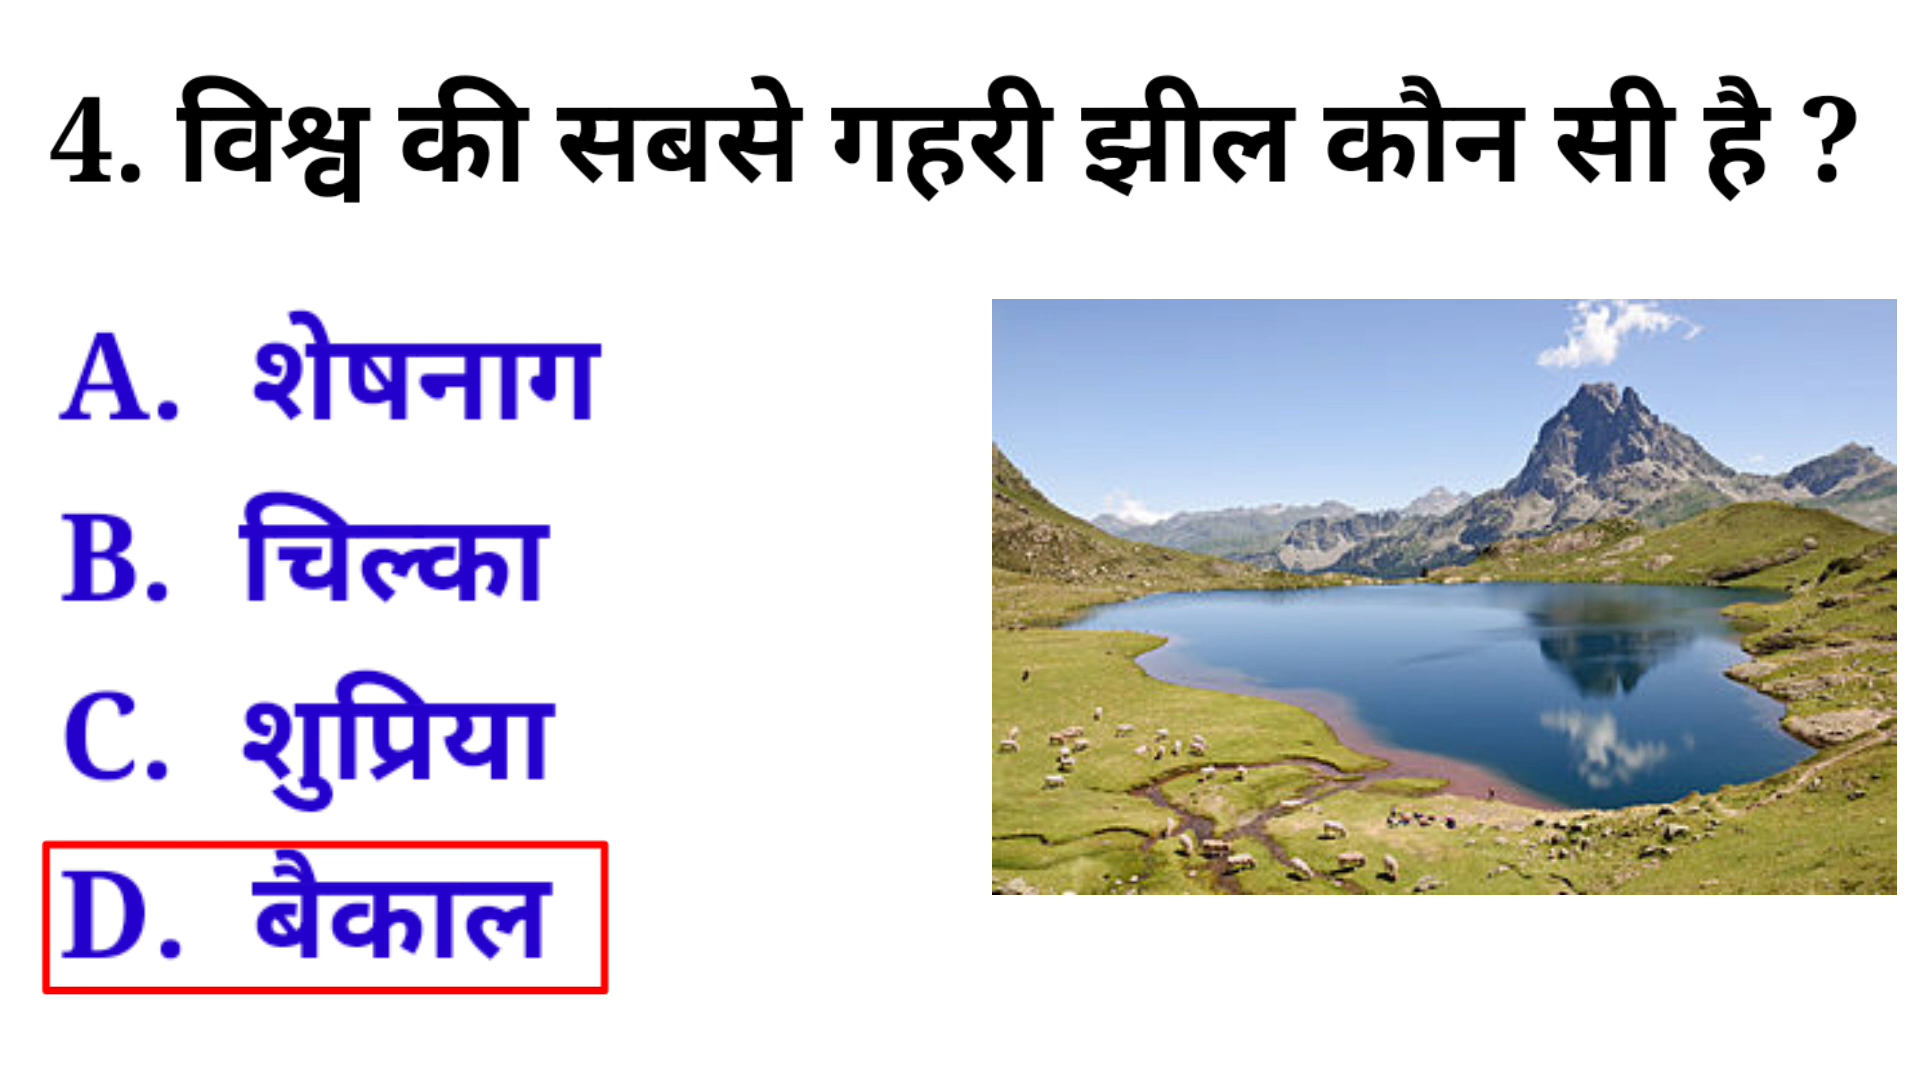 4. विश्व की सबसे गहरी झील कौन सी है ?
A. शेषनाग
B. चिल्का
C. शुप्रिया
D. बैकाल